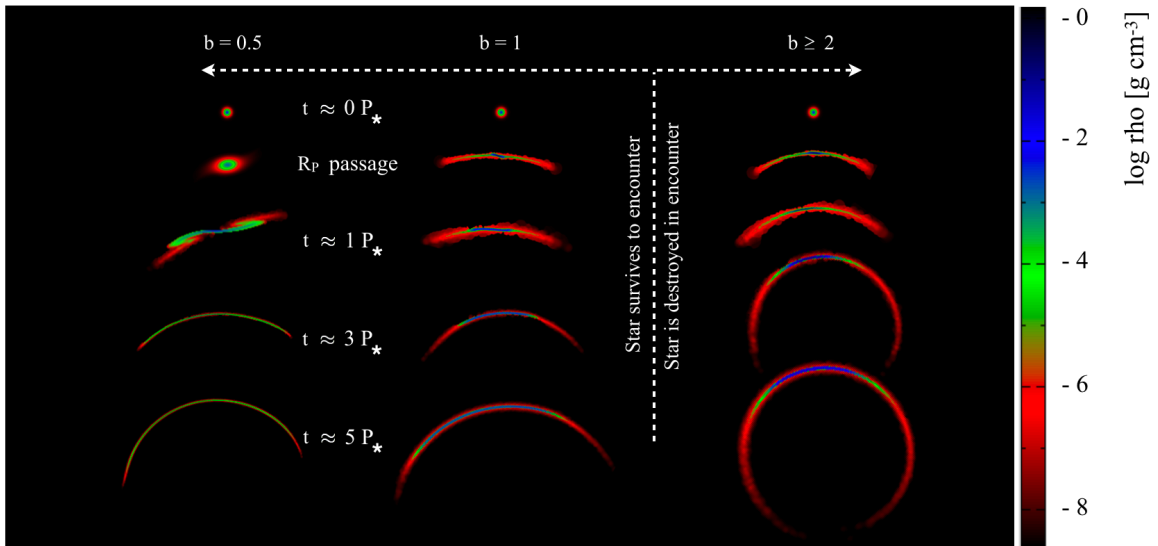 b = 0.5
b = 1
b ≥ 2
t ≈ 0 P*
R_P passage
t ≈ 1 P*
t ≈ 3 P*
t ≈ 5 P*
Star survives to encounter
Star is destroyed in encounter
- 0
- 2
- 4
- 6
- 8
log rho [g cm⁻³]